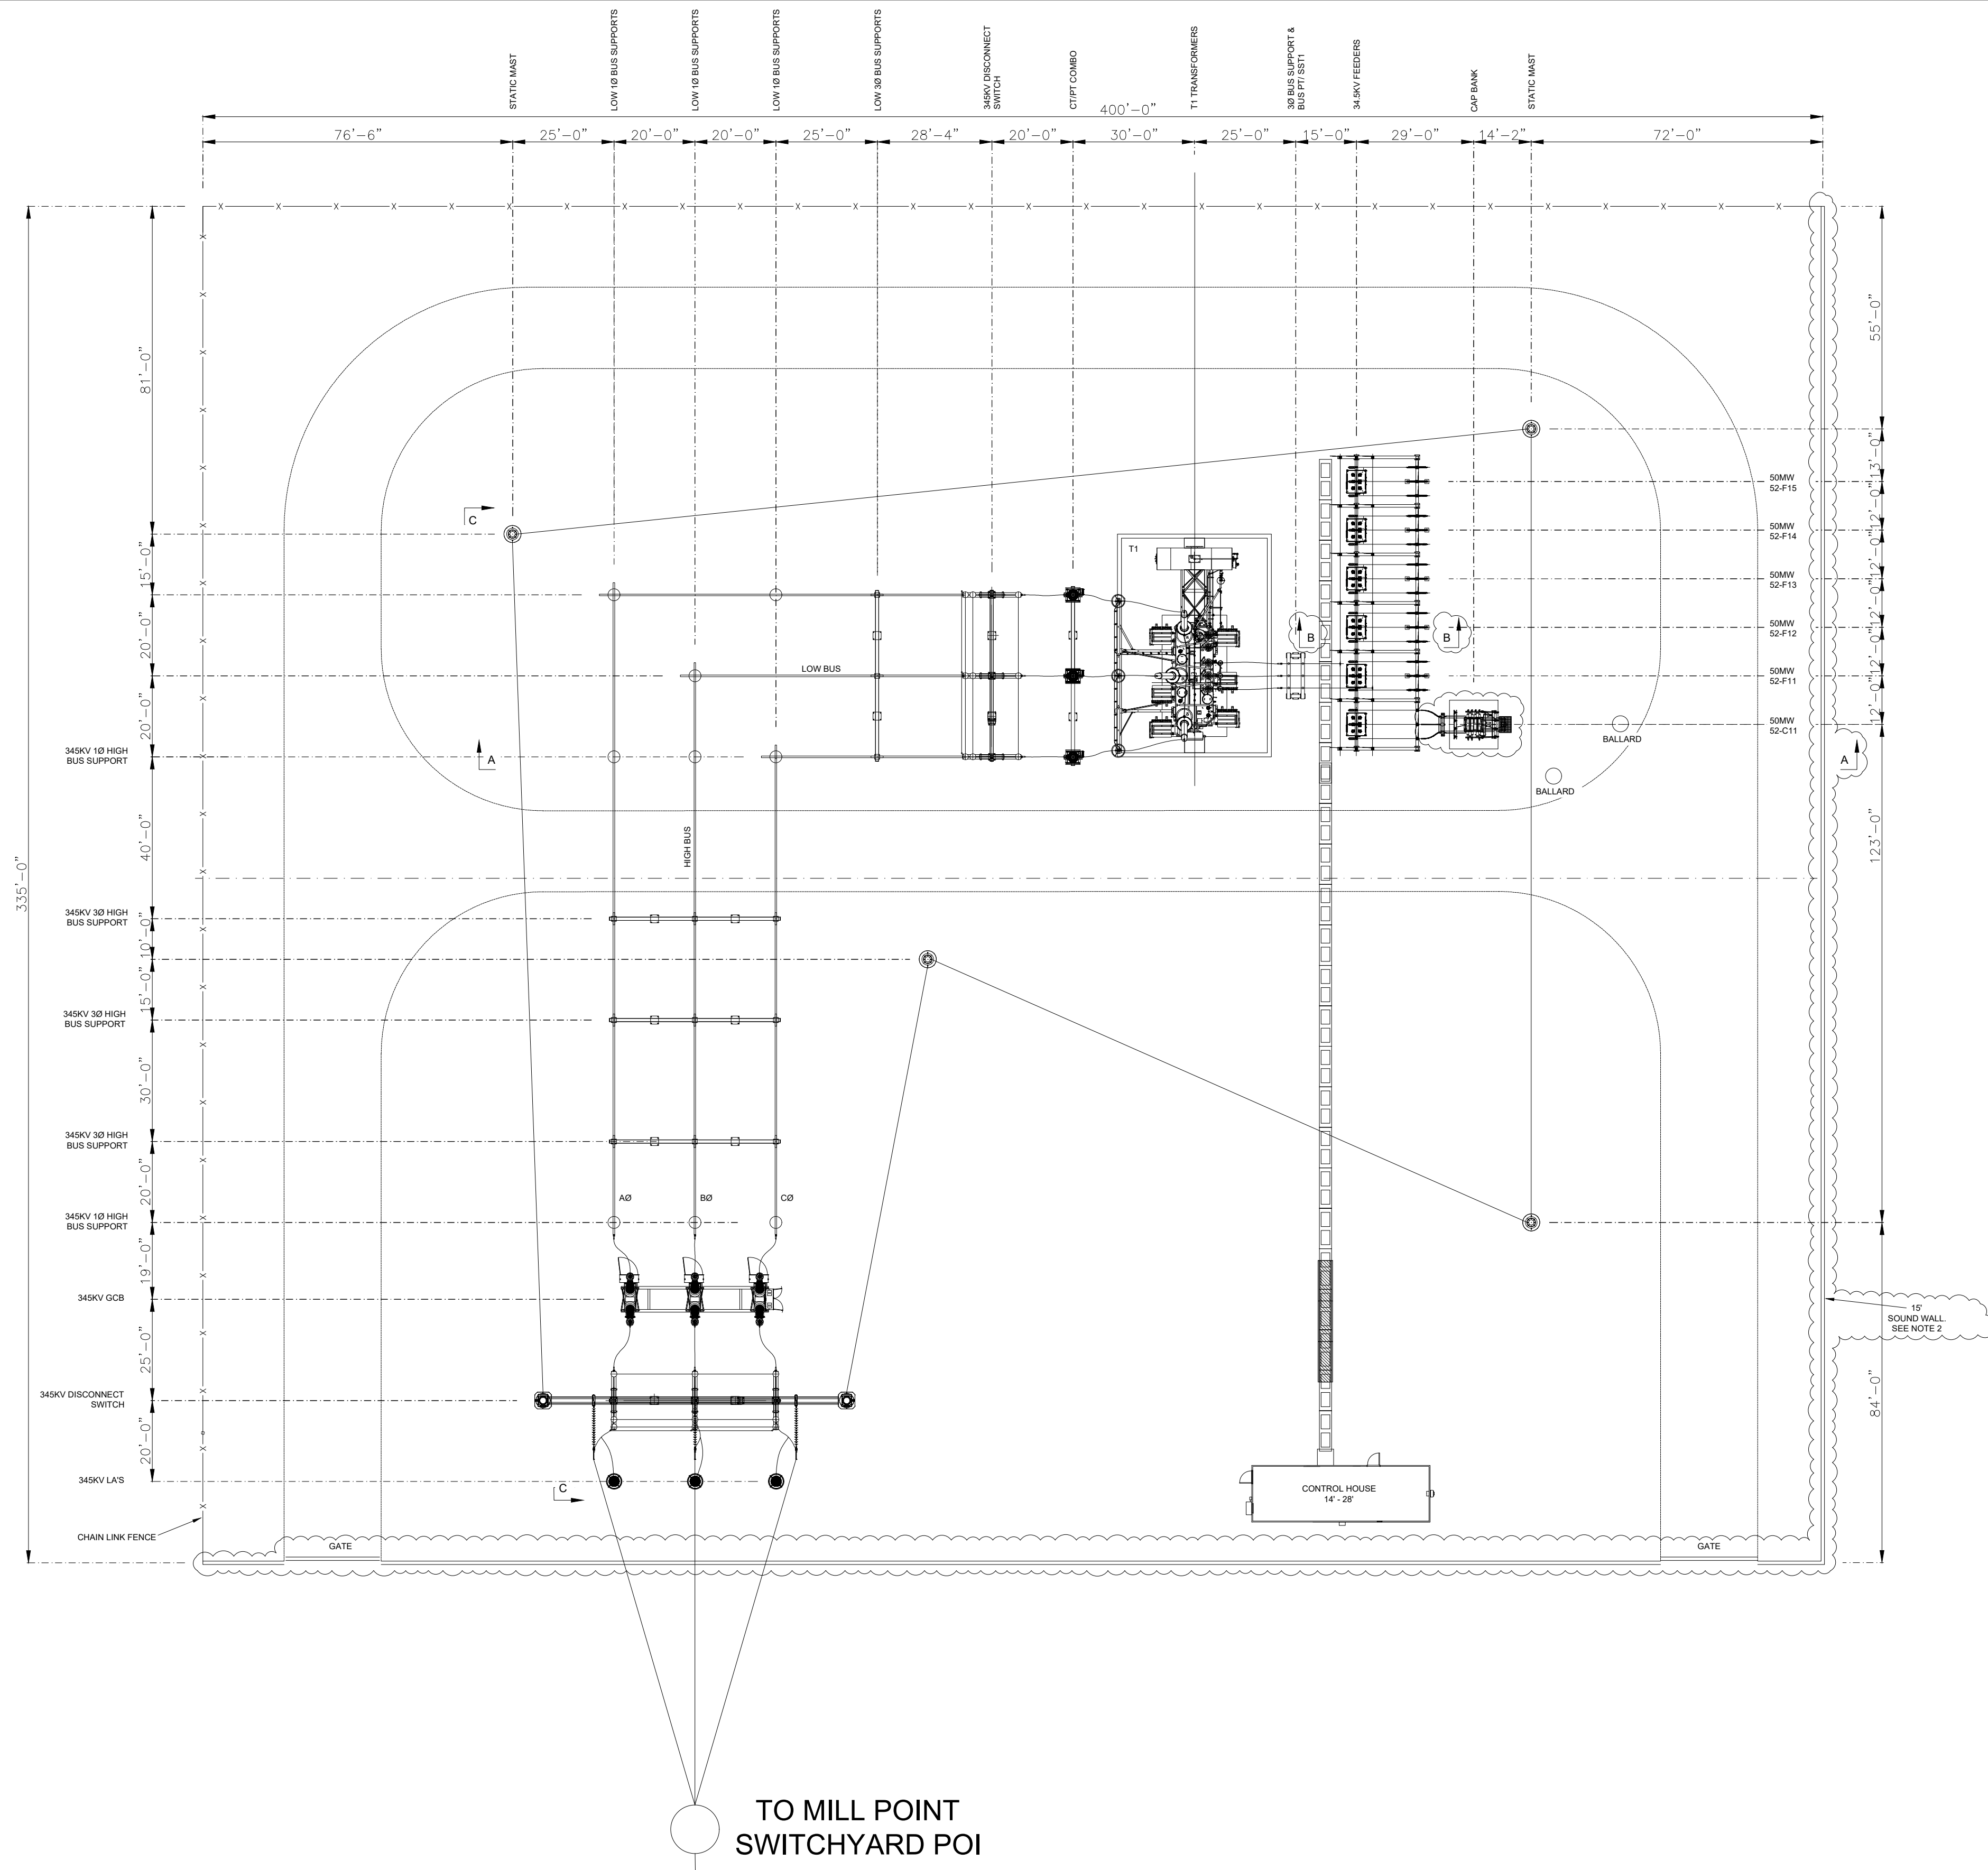 STATIC MAST
LOW 1Ø BUS SUPPORTS
LOW 1Ø BUS SUPPORTS
LOW 1Ø BUS SUPPORTS
LOW 3Ø BUS SUPPORTS
345KV DISCONNECT
SWITCH
CT/PT COMBO
T1 TRANSFORMERS
3Ø BUS SUPPORT &
BUS PT/ SST1
34.5KV FEEDERS
CAP BANK
STATIC MAST
400'-0"
76'-6"
25'-0"
20'-0"
20'-0"
25'-0"
28'-4"
20'-0"
30'-0"
25'-0"
15'-0"
29'-0"
14'-2"
72'-0"
335'-0"
81'-0"
15'-0"
20'-0"
20'-0"
40'-0"
10'-0"
15'-0"
30'-0"
20'-0"
19'-0"
25'-0"
20'-0"
345KV 1Ø HIGH
BUS SUPPORT
345KV 3Ø HIGH
BUS SUPPORT
345KV 3Ø HIGH
BUS SUPPORT
345KV 3Ø HIGH
BUS SUPPORT
345KV 1Ø HIGH
BUS SUPPORT
345KV GCB
345KV DISCONNECT
SWITCH
345KV LA'S
CHAIN LINK FENCE
GATE
C
A
LOW BUS
HIGH BUS
AØ
BØ
CØ
C
T1
B
B
50MW
52-F15
50MW
52-F14
50MW
52-F13
50MW
52-F12
50MW
52-F11
50MW
52-C11
BALLARD
BALLARD
A
55'-0"
13'-0"
12'-0"
12'-0"
12'-0"
12'-0"
12'-0"
123'-0"
84'-0"
15'
SOUND WALL.
SEE NOTE 2
CONTROL HOUSE
14' - 28'
GATE
TO MILL POINT
SWITCHYARD POI